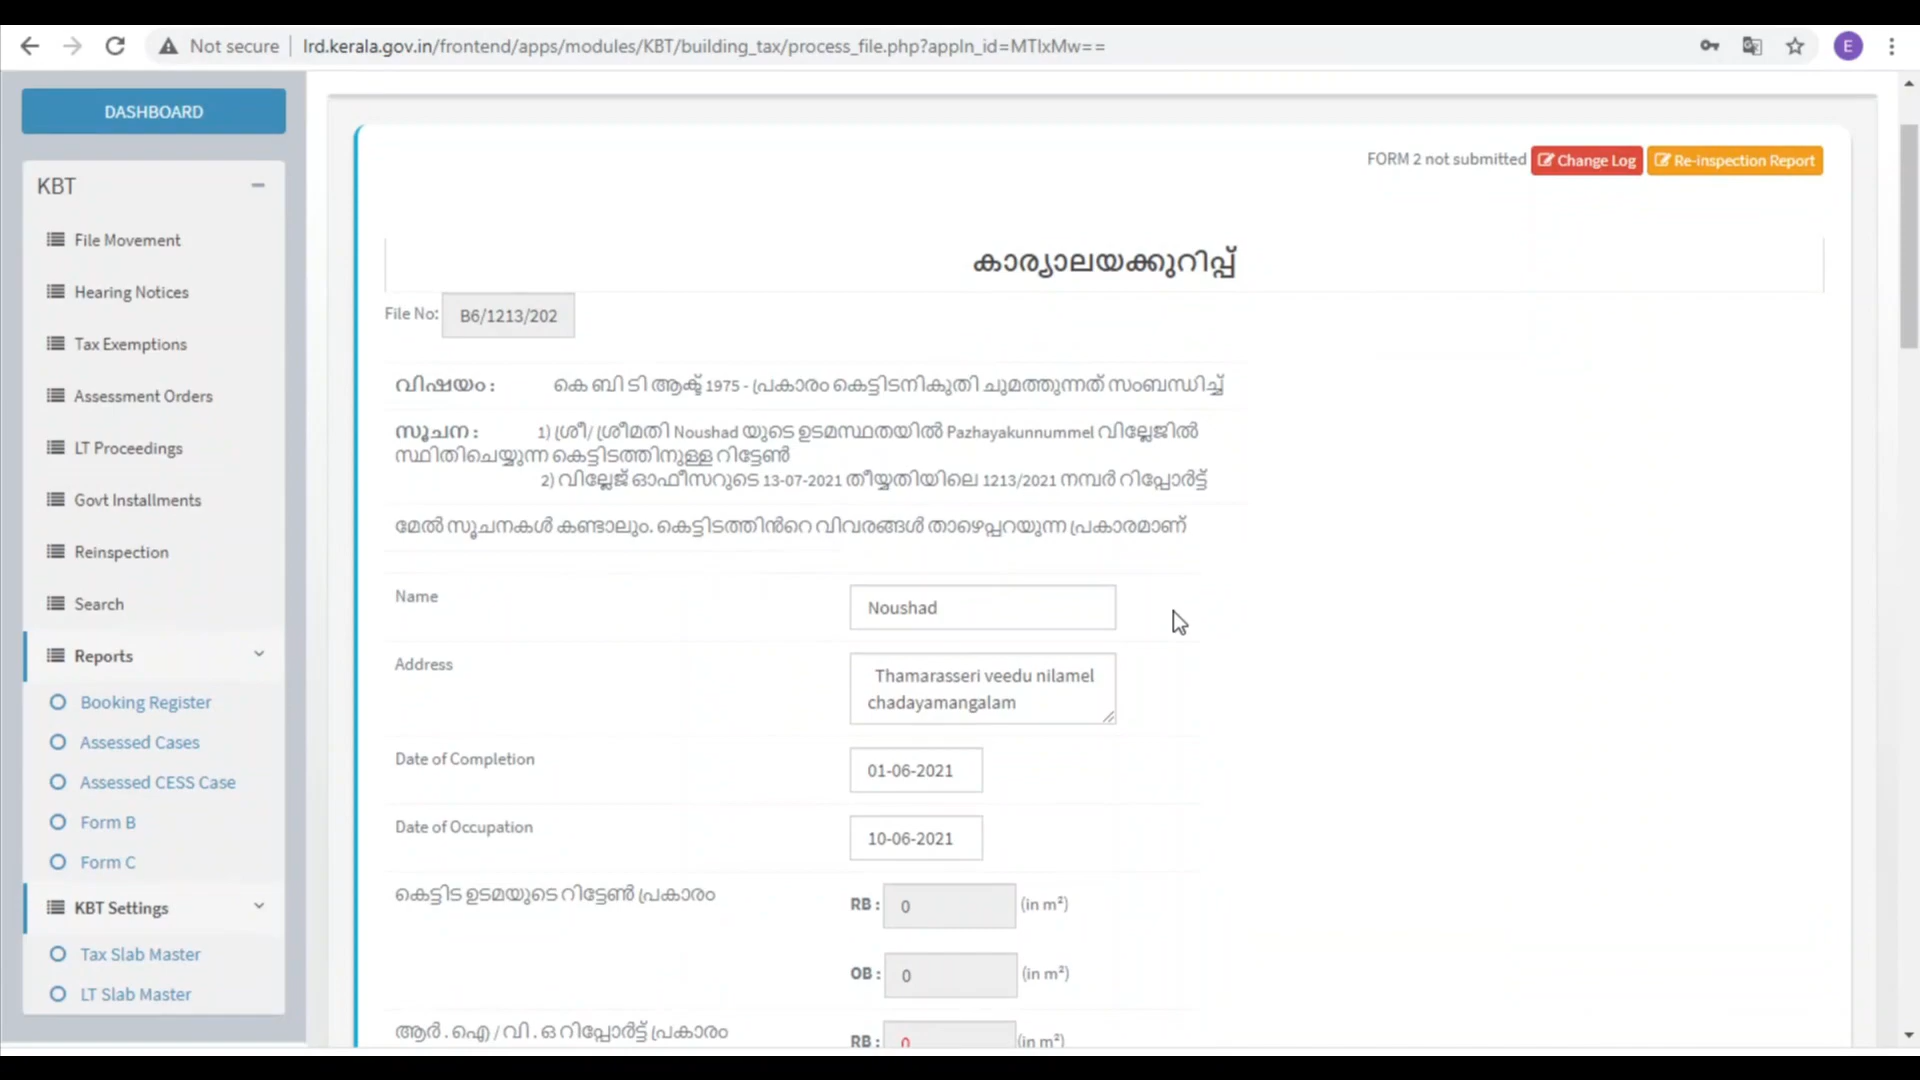 Not secure lrd.kerala.gov.in/frontend/apps/modules/KBT/building_tax/process_file.php?appln_id=MTIxMw== E
DASHBOARD
KBT
File Movement
Hearing Notices
Tax Exemptions
Assessment Orders
LT Proceedings
Govt Installments
Reinspection
Search
Reports
Booking Register
Assessed Cases
Assessed CESS Case
Form B
Form C
KBT Settings
Tax Slab Master
LT Slab Master
FORM 2 not submitted Change Log Re-inspection Report
കാര്യാലയക്കുറിപ്പ്
File No: B6/1213/202
വിഷയം : കെ ബി ടി ആക്ട് 1975 - പ്രകാരം കെട്ടിടനികുതി ചുമത്തുന്നത് സംബന്ധിച്ച്
സൂചന : 1) ശ്രീ/ ശ്രീമതി Noushad യുടെ ഉടമസ്ഥതയിൽ Pazhayakunnummel വില്ലേജിൽ
സ്ഥിതിചെയ്യുന്ന കെട്ടിടത്തിനുള്ള റിട്ടേൺ
2) വില്ലേജ് ഓഫീസറുടെ 13-07-2021 തീയ്യതിയിലെ 1213/2021 നമ്പർ റിപ്പോർട്ട്
മേൽ സൂചനകൾ കണ്ടാലും. കെട്ടിടത്തിൻറെ വിവരങ്ങൾ താഴെപ്പറയുന്ന പ്രകാരമാണ്
Name Noushad
Address Thamarasseri veedu nilamel
chadayamangalam
Date of Completion 01-06-2021
Date of Occupation 10-06-2021
കെട്ടിട ഉടമയുടെ റിട്ടേൺ പ്രകാരം RB : 0 (in m²)
OB : 0 (in m²)
ആർ . ഐ / വി . ഒ റിപ്പോർട്ട് പ്രകാരം RB : 0 (in m²)